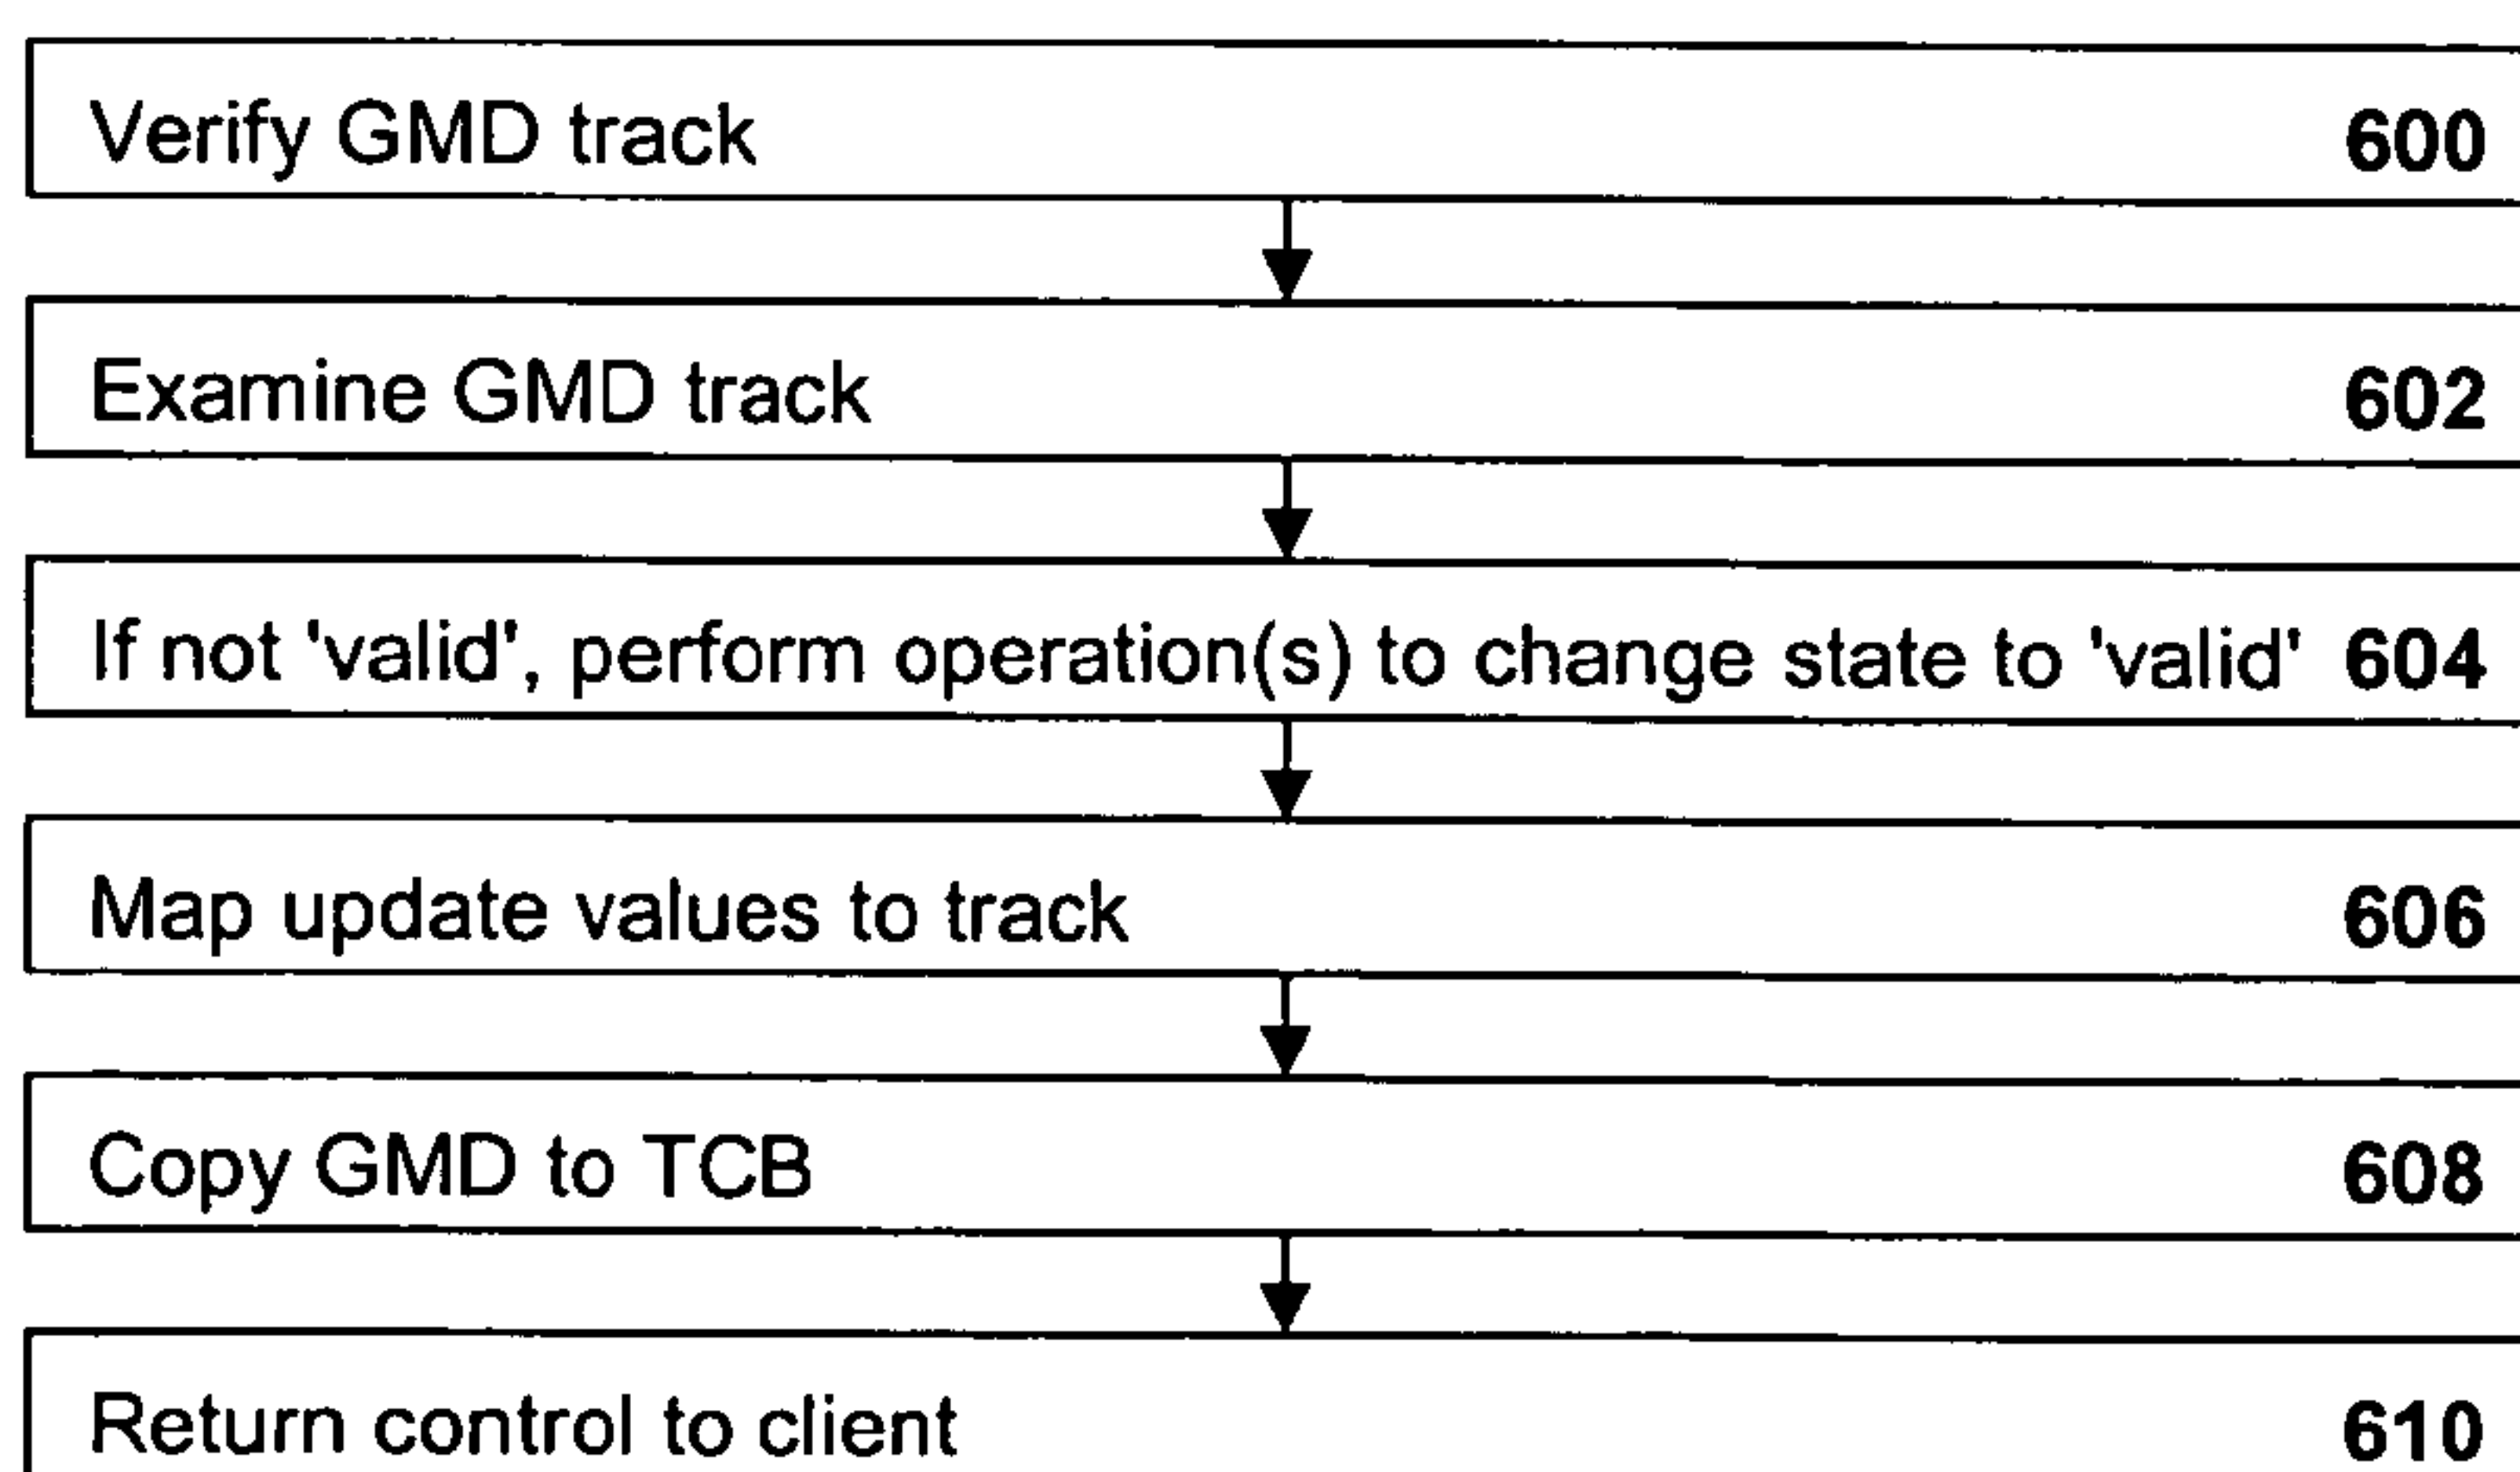 Verify GMD track 600
Examine GMD track 602
If not 'valid', perform operation(s) to change state to 'valid' 604
Map update values to track 606
Copy GMD to TCB 608
Return control to client 610